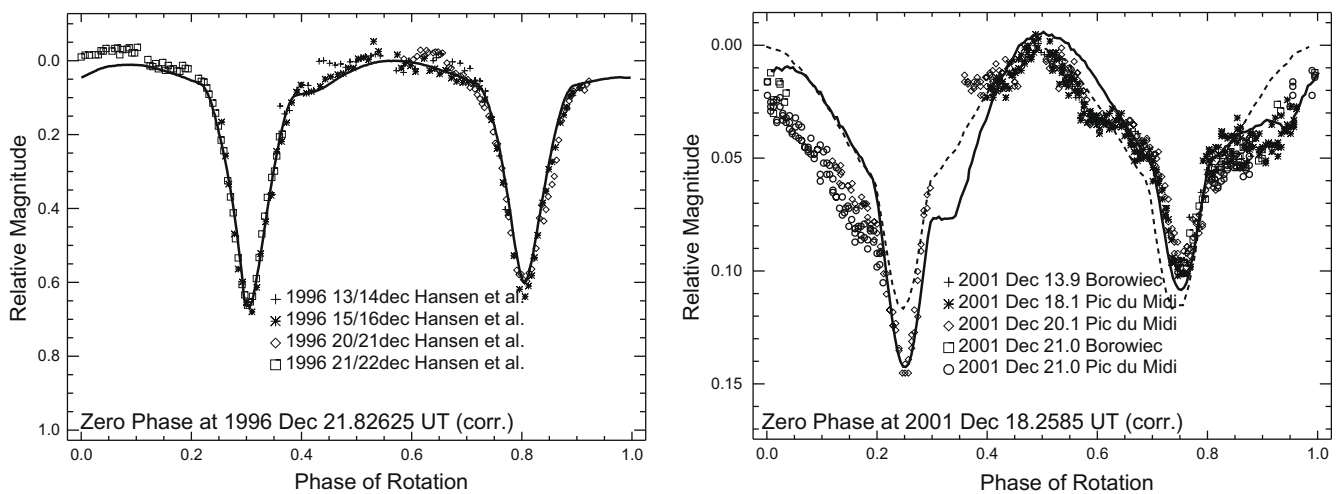 Relative Magnitude
0.0
0.2
0.4
0.6
0.8
1.0
+ 1996 13/14dec Hansen et al.
1996 15/16dec Hansen et al.
1996 20/21dec Hansen et al.
1996 21/22dec Hansen et al.
Zero Phase at 1996 Dec 21.82625 UT (corr.)
0.0 0.2 0.4 0.6 0.8 1.0
Phase of Rotation
Relative Magnitude
0.00
0.05
0.10
0.15
+ 2001 Dec 13.9 Borowiec
2001 Dec 18.1 Pic du Midi
2001 Dec 20.1 Pic du Midi
2001 Dec 21.0 Borowiec
2001 Dec 21.0 Pic du Midi
Zero Phase at 2001 Dec 18.2585 UT (corr.)
0.0 0.2 0.4 0.6 0.8 1.0
Phase of Rotation